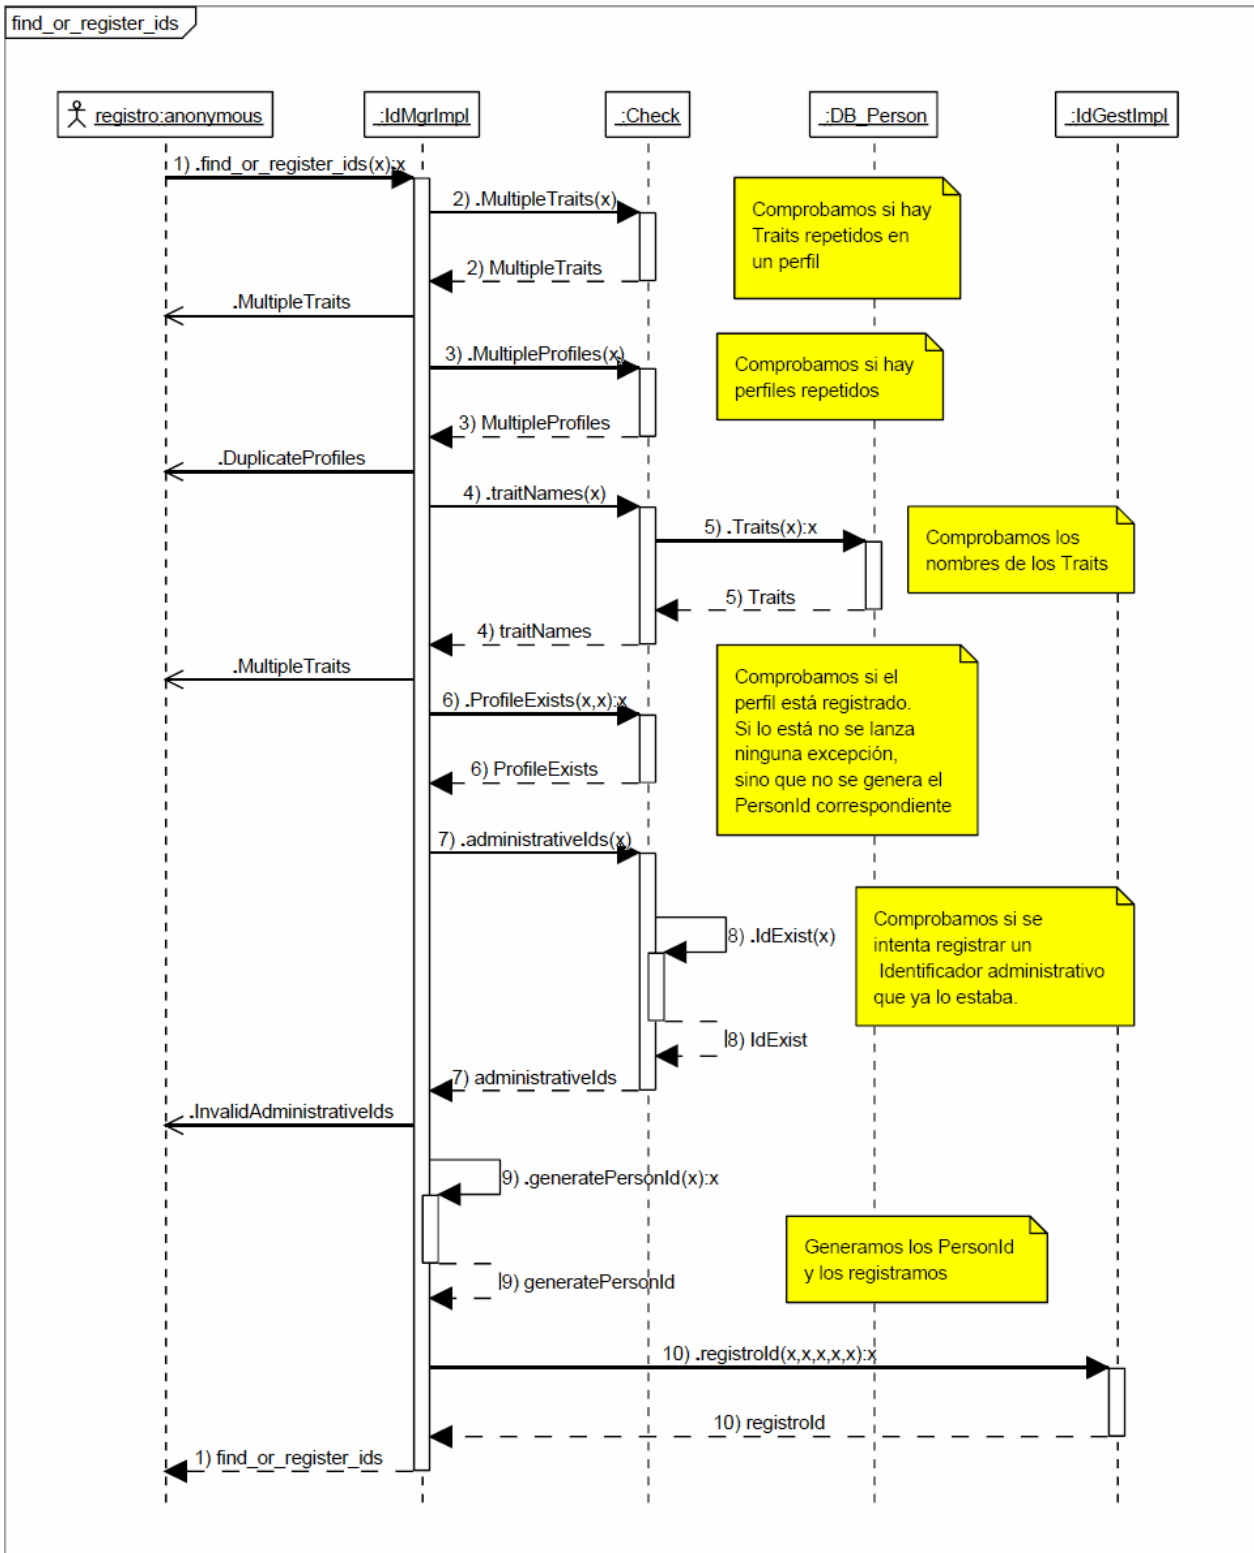 find_or_register_ids
registro:anonymous
:IdMgrImpl
:Check
:DB_Person
:IdGestImpl
1) .find_or_register_ids(x):x
2) .MultipleTraits(x)
Comprobamos si hay
Traits repetidos en
un perfil
2) MultipleTraits
.MultipleTraits
3) .MultipleProfiles(x)
Comprobamos si hay
perfiles repetidos
3) MultipleProfiles
.DuplicateProfiles
4) .traitNames(x)
5) .Traits(x):x
Comprobamos los
nombres de los Traits
5) Traits
4) traitNames
.MultipleTraits
6) .ProfileExists(x,x):x
Comprobamos si el
perfil está registrado.
Si lo está no se lanza
ninguna excepción,
sino que no se genera el
PersonId correspondiente
6) ProfileExists
7) .administrativeIds(x)
8) .IdExist(x)
Comprobamos si se
intenta registrar un
Identificador administrativo
que ya lo estaba.
8) IdExist
7) administrativeIds
.InvalidAdministrativeIds
9) .generatePersonId(x):x
Generamos los PersonId
y los registramos
9) generatePersonId
10) .registroId(x,x,x,x,x):x
10) registroId
1) find_or_register_ids